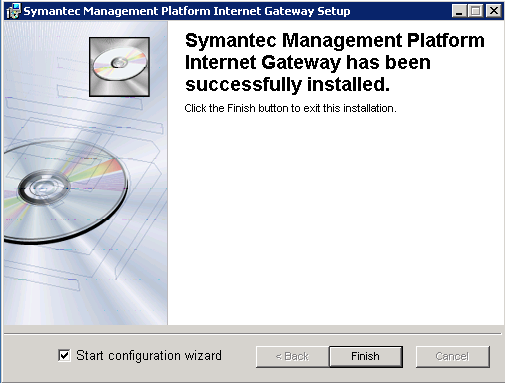 Symantec Management Platform Internet Gateway Setup
Symantec Management Platform
Internet Gateway has been
successfully installed.
Click the Finish button to exit this installation.
Start configuration wizard
< Back
Finish
Cancel